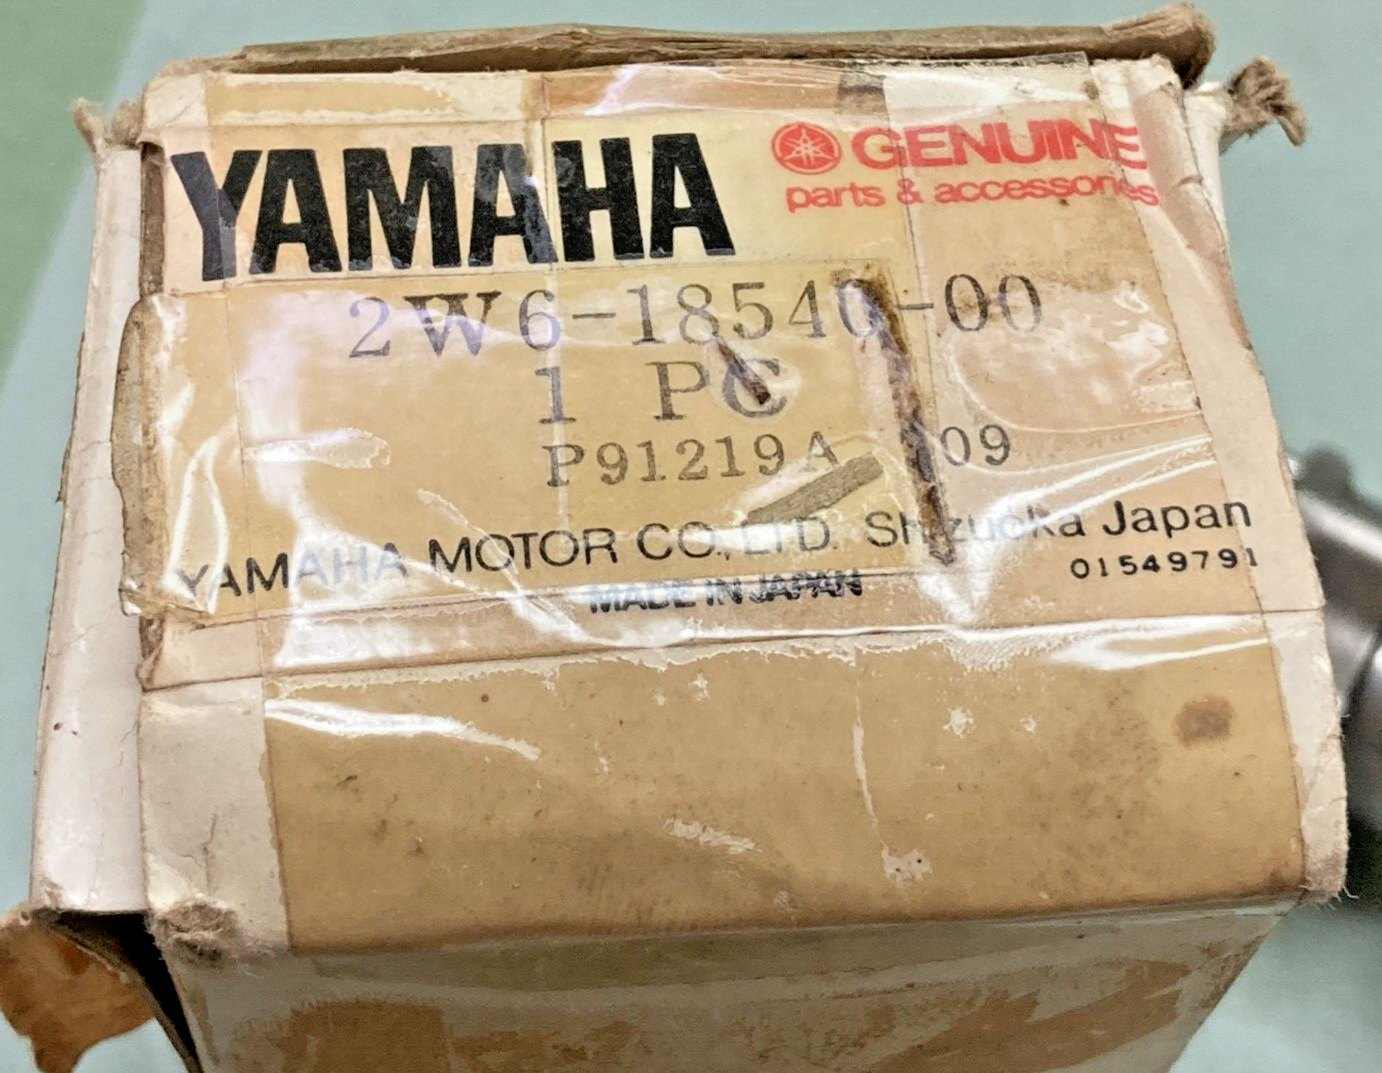 YAMAHA
GENUINE
parts & accessories
2W6-18540-00
1 PC
P91219A 09
YAMAHA MOTOR CO.,LTD. Shizuoka Japan
MADE IN JAPAN
01549791